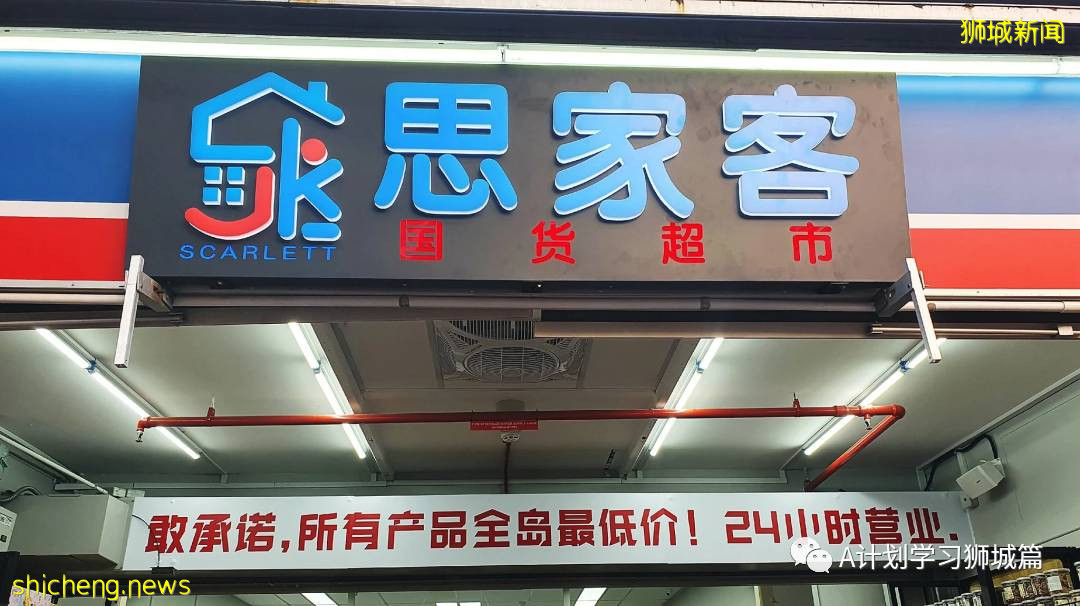 狮城新闻
思家客
SCARLETT
国货超市
敢承诺,所有产品全岛最低价！24小时营业.
A计划学习狮城篇
shicheng.news